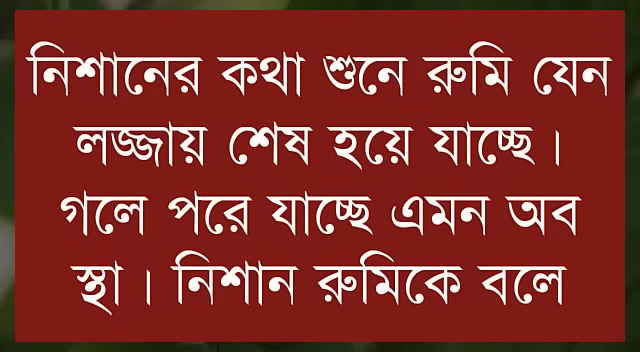 নিশানের কথা শুনে রুমি যেন
লজ্জায় শেষ হয়ে যাচ্ছে।
গলে পরে যাচ্ছে এমন অব
স্থা। নিশান রুমিকে বলে